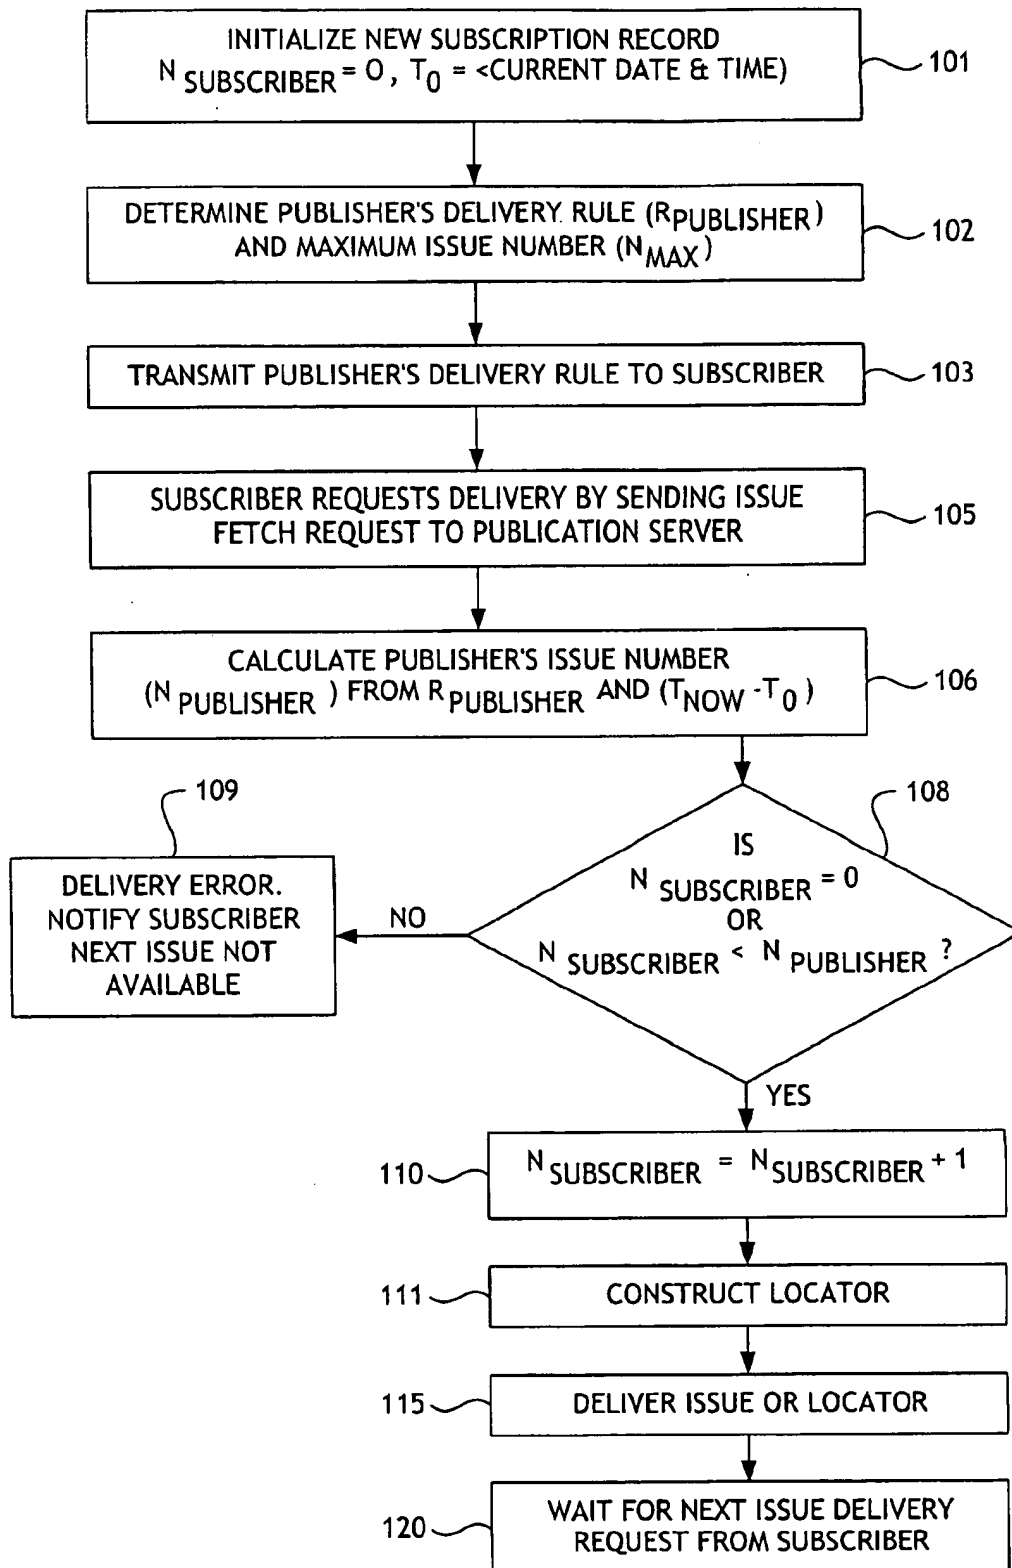 INITIALIZE NEW SUBSCRIPTION RECORD
N SUBSCRIBER = 0, T0 = <CURRENT DATE & TIME)
101
DETERMINE PUBLISHER'S DELIVERY. RULE (RPUBLISHER)
AND MAXIMUM ISSUE NUMBER (NMAX)
102
TRANSMIT PUBLISHER'S DELIVERY RULE TO SUBSCRIBER
103
SUBSCRIBER REQUESTS DELIVERY BY SENDING ISSUE
FETCH REQUEST TO PUBLICATION SERVER
105
CALCULATE PUBLISHER'S ISSUE NUMBER
(N PUBLISHER ) FROM RPUBLISHER AND (TNOW -T0)
106
109
108
DELIVERY ERROR.
NOTIFY SUBSCRIBER
NEXT ISSUE NOT
AVAILABLE
NO
IS
N SUBSCRIBER = 0
OR
N SUBSCRIBER < N PUBLISHER ?
YES
110
N SUBSCRIBER = N SUBSCRIBER + 1
111
CONSTRUCT LOCATOR
115
DELIVER ISSUE OR LOCATOR
120
WAIT FOR NEXT ISSUE DELIVERY
REQUEST FROM SUBSCRIBER